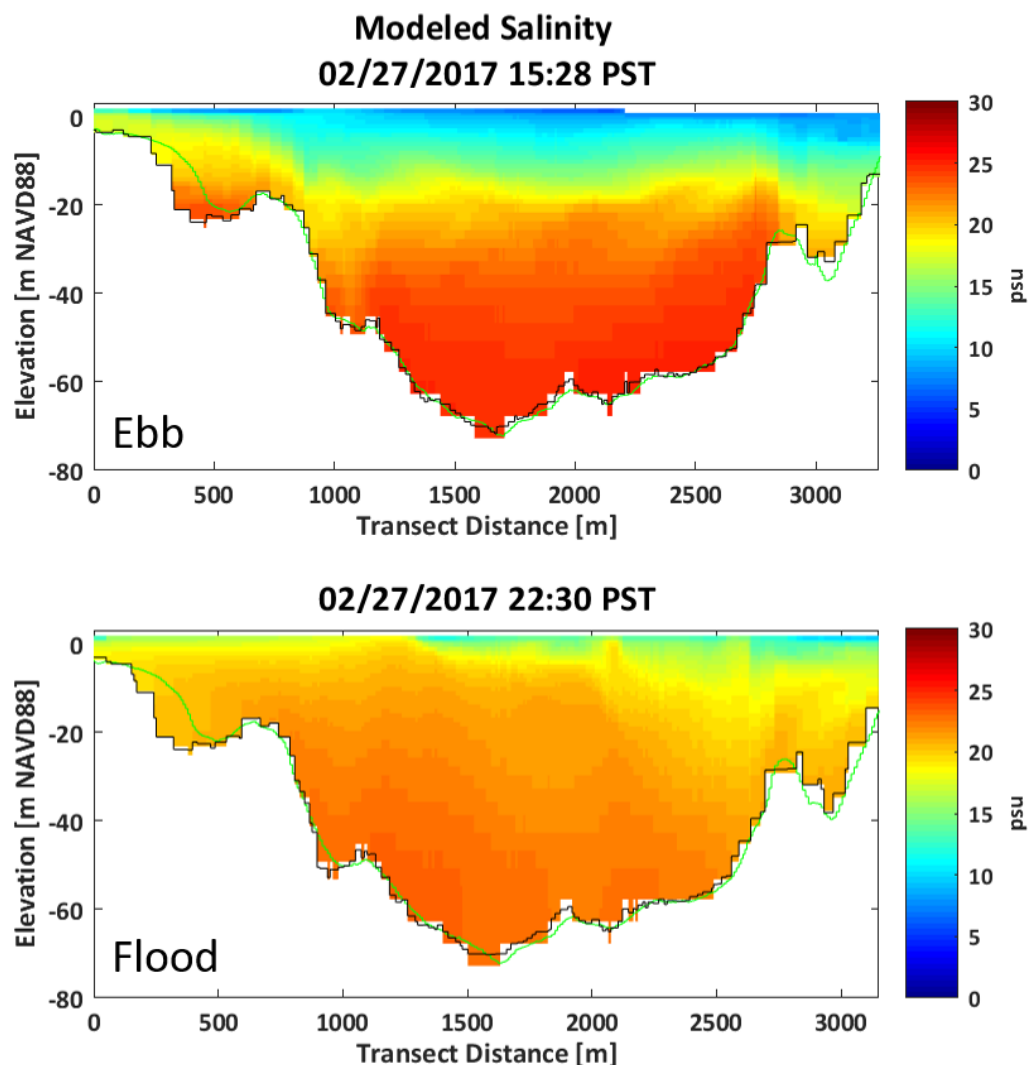 Modeled Salinity
02/27/2017 15:28 PST
0
-20
-40
-60
-80
Elevation [m NAVD88]
Ebb
0 500 1000 1500 2000 2500 3000
Transect Distance [m]
30
25
20
15
10
5
0
psu
02/27/2017 22:30 PST
0
-20
-40
-60
-80
Elevation [m NAVD88]
Flood
0 500 1000 1500 2000 2500 3000
Transect Distance [m]
30
25
20
15
10
5
0
psu